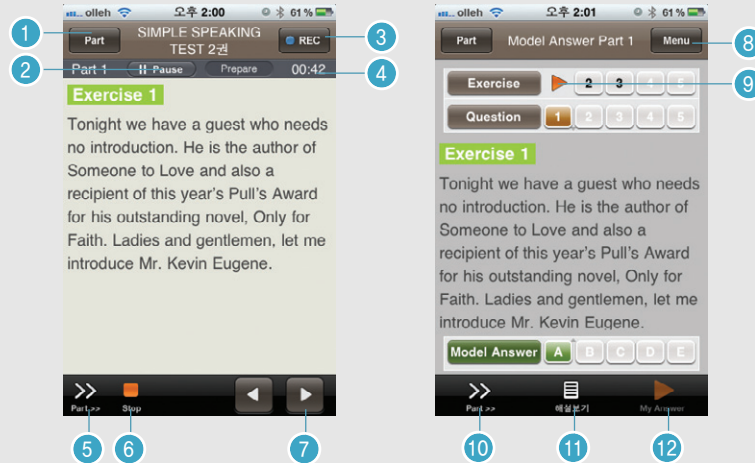 olleh 오후 2:00 61 %
1 Part SIMPLE SPEAKING TEST 2권 REC 3
2 Part 1 Pause Prepare 00:42 4
Exercise 1
Tonight we have a guest who needs
no introduction. He is the author of
Someone to Love and also a
recipient of this year's Pull's Award
for his outstanding novel, Only for
Faith. Ladies and gentlemen, let me
introduce Mr. Kevin Eugene.
Part >> Stop
5 6 7
olleh 오후 2:01 61 %
Part Model Answer Part 1 Menu 8
Exercise 2 3 4 5 9
Question 1 2 3 4 5
Exercise 1
Tonight we have a guest who needs
no introduction. He is the author of
Someone to Love and also a
recipient of this year's Pull's Award
for his outstanding novel, Only for
Faith. Ladies and gentlemen, let me
introduce Mr. Kevin Eugene.
Model Answer A B C D E
Part >> 해설보기 My Answer
10 11 12